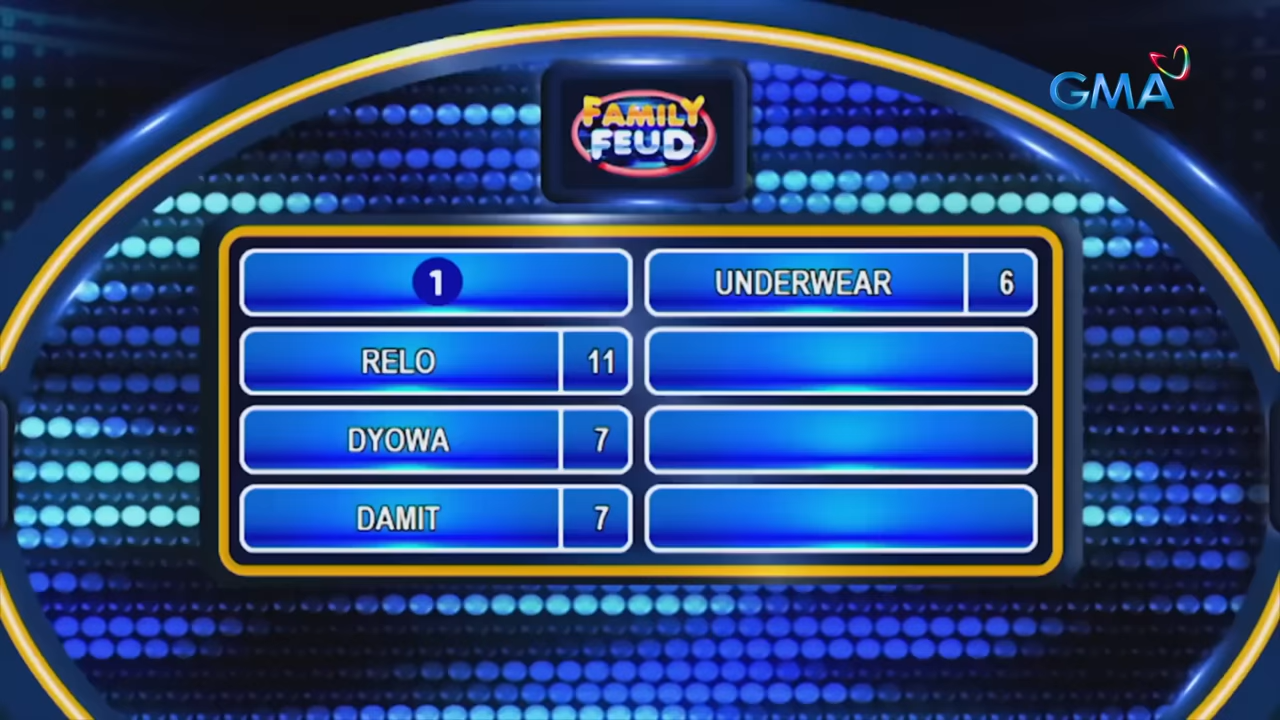 GMA
FAMILY
FEUD
1
RELO 11
DYOWA 7
DAMIT 7
UNDERWEAR 6